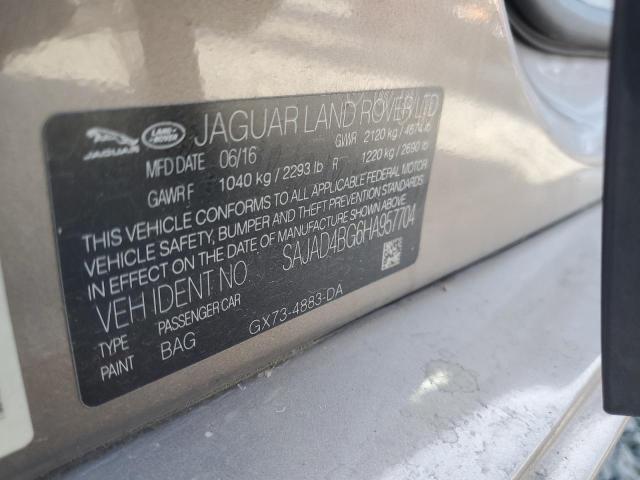 JAGUAR
LAND ROVER
JAGUAR LAND ROVER LTD
MFD DATE 06/16 GVWR 2120 kg / 4674 lb
GAWR F 1040 kg / 2293 lb R 1220 kg / 2690 lb
THIS VEHICLE CONFORMS TO ALL APPLICABLE FEDERAL MOTOR
VEHICLE SAFETY, BUMPER AND THEFT PREVENTION STANDARDS
IN EFFECT ON THE DATE OF MANUFACTURE SHOWN ABOVE
VEH IDENT NO SAJAD4BG6HA957704
TYPE PASSENGER CAR
PAINT BAG GX73-4883-DA